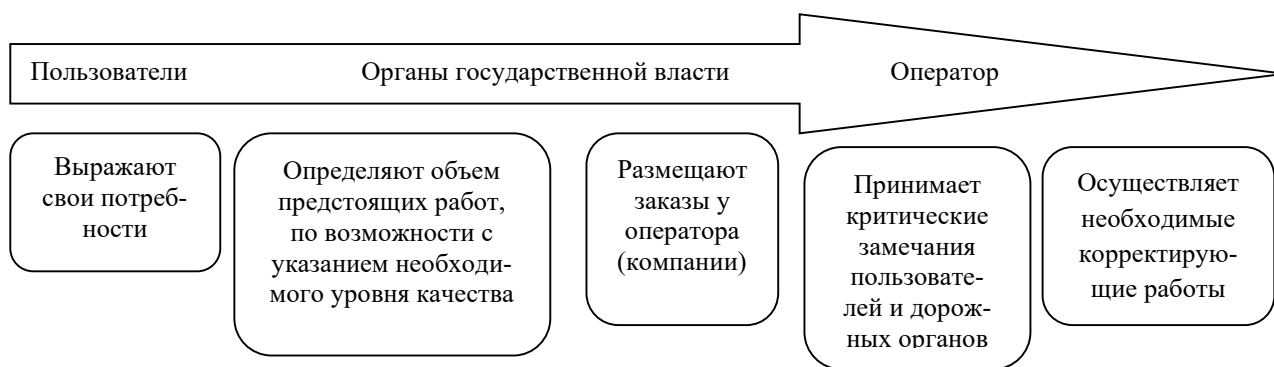 Пользователи
Органы государственной власти
Оператор
Выражают
свои потреб-
ности
Определяют объем
предстоящих работ,
по возможности с
указанием необходи-
мого уровня качества
Размещают
заказы у
оператора
(компании)
Принимает
критические
замечания
пользовате-
лей и дорож-
ных органов
Осуществляет
необходимые
корректирую-
щие работы